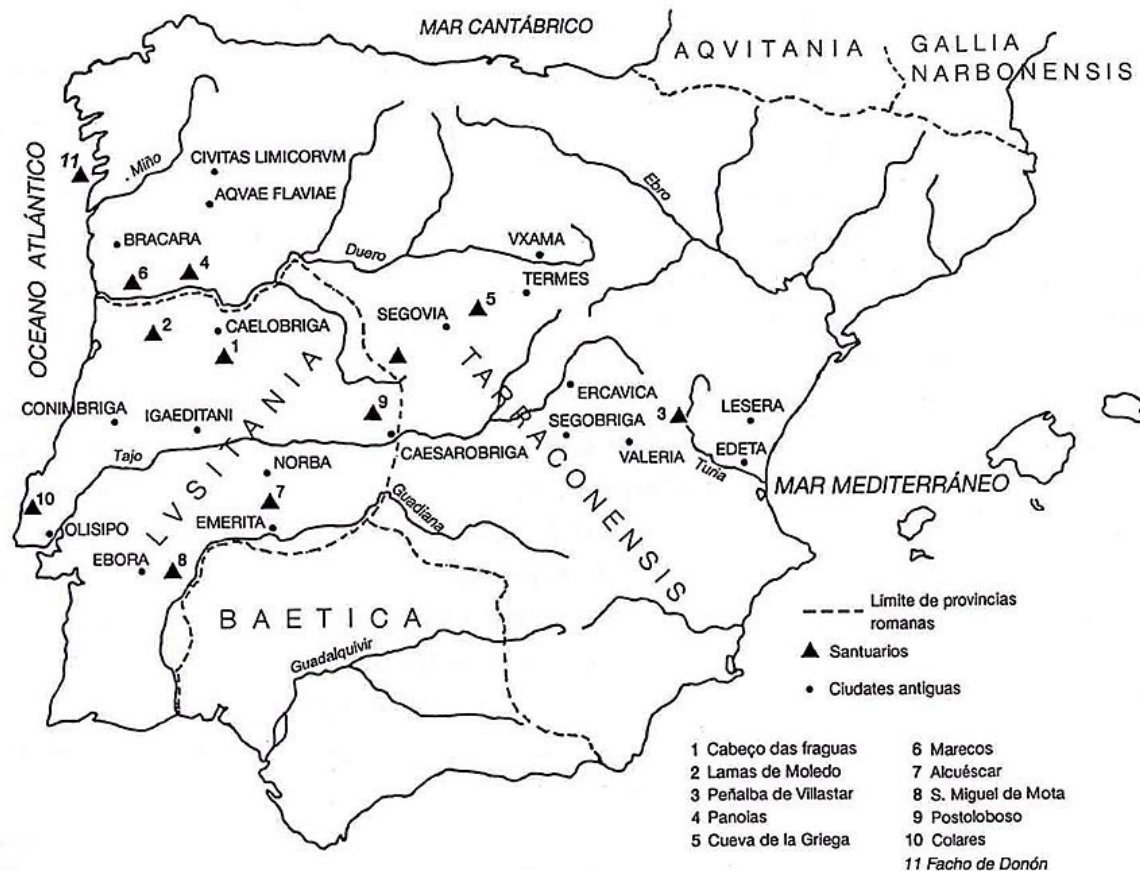 MAR CANTÁBRICO
AQVITANIA
GALLIA
NARBONENSIS
OCEANO ATLÁNTICO
11
Miño
CIVITAS LIMICORVM
AQVAE FLAVIAE
Ebro
BRACARA
Duero
VXAMA
6
4
TERMES
5
SEGOVIA
2
CAELOBRIGA
1
TARRACONENSIS
LVSITANIA
ERCAVICA
CONIMBRIGA
IGAEDITANI
9
SEGOBRIGA
3
LESERA
Tajo
CAESAROBRIGA
VALERIA
EDETA
Turia
NORBA
MAR MEDITERRÁNEO
10
7
Guadiana
OLISIPO
EMERITA
EBORA
8
BAETICA
Guadalquivir
Límite de provincias
romanas
Santuarios
Ciudates antiguas
1 Cabeço das fraguas
2 Lamas de Moledo
3 Peñalba de Villastar
4 Panoias
5 Cueva de la Griega
6 Marecos
7 Alcuéscar
8 S. Miguel de Mota
9 Postoloboso
10 Colares
11 Facho de Donón